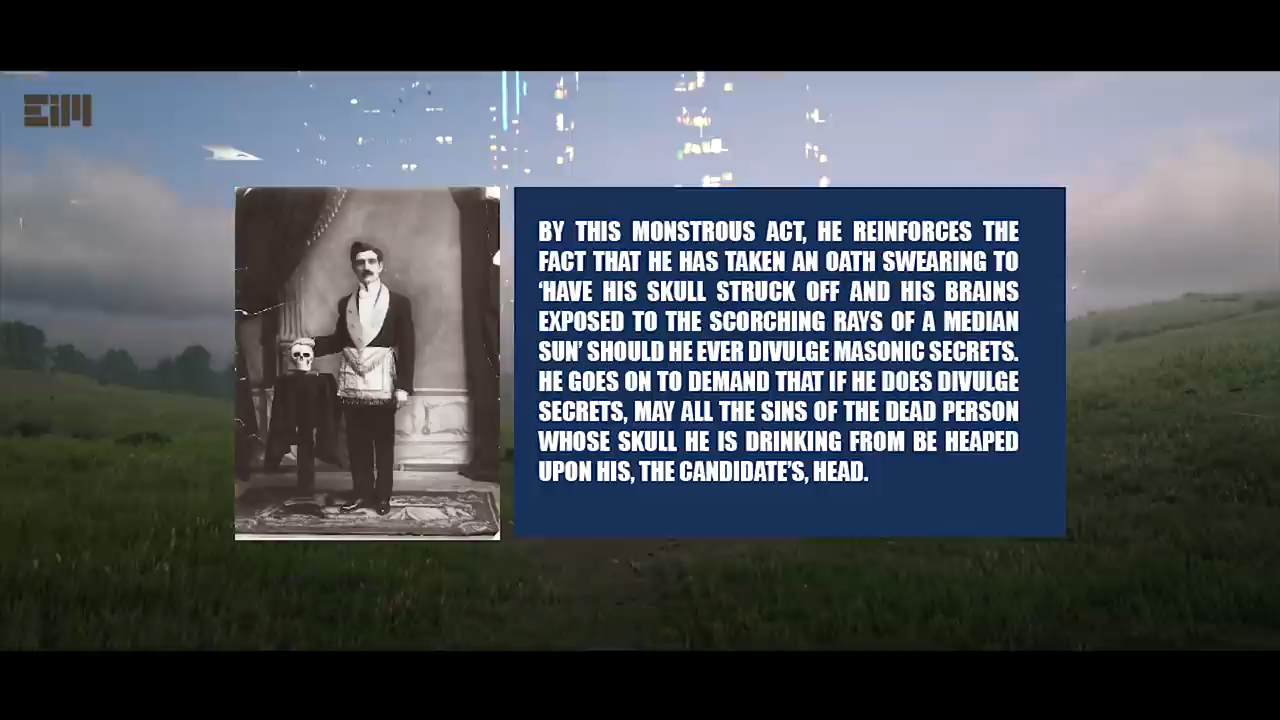 EIM
BY THIS MONSTROUS ACT, HE REINFORCES THE
FACT THAT HE HAS TAKEN AN OATH SWEARING TO
‘HAVE HIS SKULL STRUCK OFF AND HIS BRAINS
EXPOSED TO THE SCORCHING RAYS OF A MEDIAN
SUN’ SHOULD HE EVER DIVULGE MASONIC SECRETS.
HE GOES ON TO DEMAND THAT IF HE DOES DIVULGE
SECRETS, MAY ALL THE SINS OF THE DEAD PERSON
WHOSE SKULL HE IS DRINKING FROM BE HEAPED
UPON HIS, THE CANDIDATE’S, HEAD.